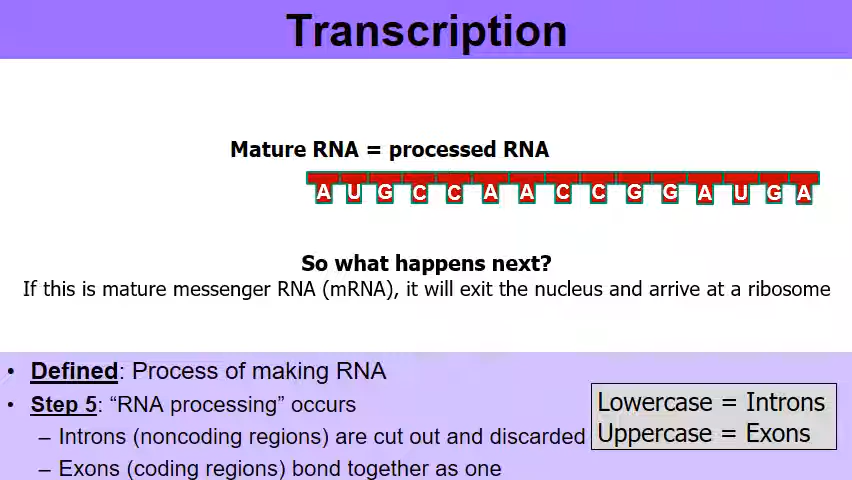 Transcription
Mature RNA = processed RNA
A U G C C A A C C G G A U G A
So what happens next?
If this is mature messenger RNA (mRNA), it will exit the nucleus and arrive at a ribosome
• Defined: Process of making RNA
• Step 5: “RNA processing” occurs
– Introns (noncoding regions) are cut out and discarded
– Exons (coding regions) bond together as one
Lowercase = Introns
Uppercase = Exons